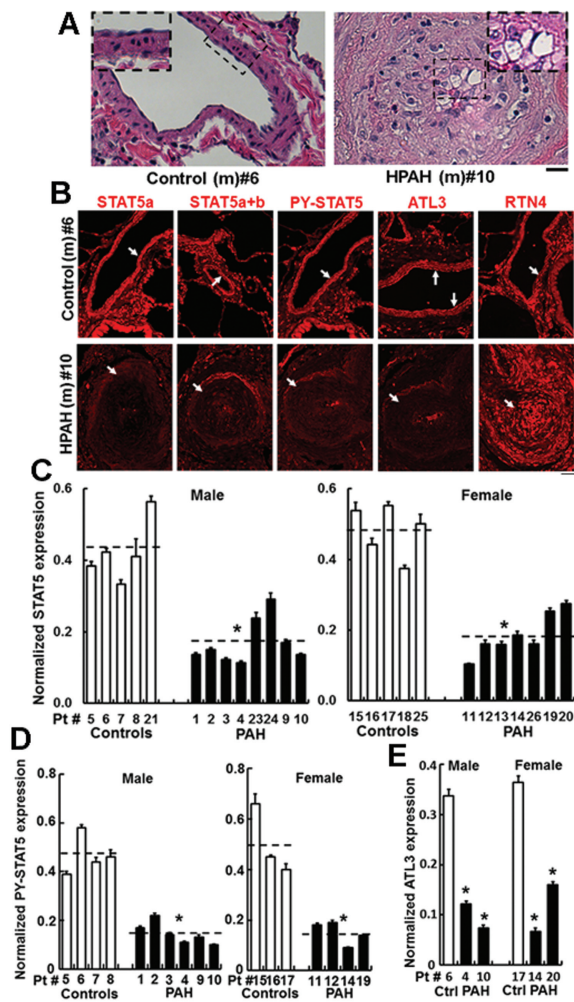 A
Control (m)#6 HPAH (m)#10
B
STAT5a STAT5a+b PY-STAT5 ATL3 RTN4
Control (m)#6
HPAH (m)#10
C
Normalized STAT5 expression
0.6
0.4
0.2
0.0
Male
*
Pt # 5 6 7 8 21 1 2 3 4 23 24 9 10
Controls PAH
0.6
0.4
0.2
0.0
Female
*
15 16 17 18 25 11 12 13 14 26 19 20
Controls PAH
D
Normalized PY-STAT5 expression
0.8
0.6
0.4
0.2
0
Male
*
Pt # 5 6 7 8 1 2 3 4 9 10
Controls PAH
0.8
0.6
0.4
0.2
0
Female
*
Pt #15 16 17 11 12 14 19
Controls PAH
E
Normalized ATL3 expression
0.4
0.3
0.2
0.1
0.0
Male Female
* * * *
Pt # 6 4 10 17 14 20
Ctrl PAH Ctrl PAH